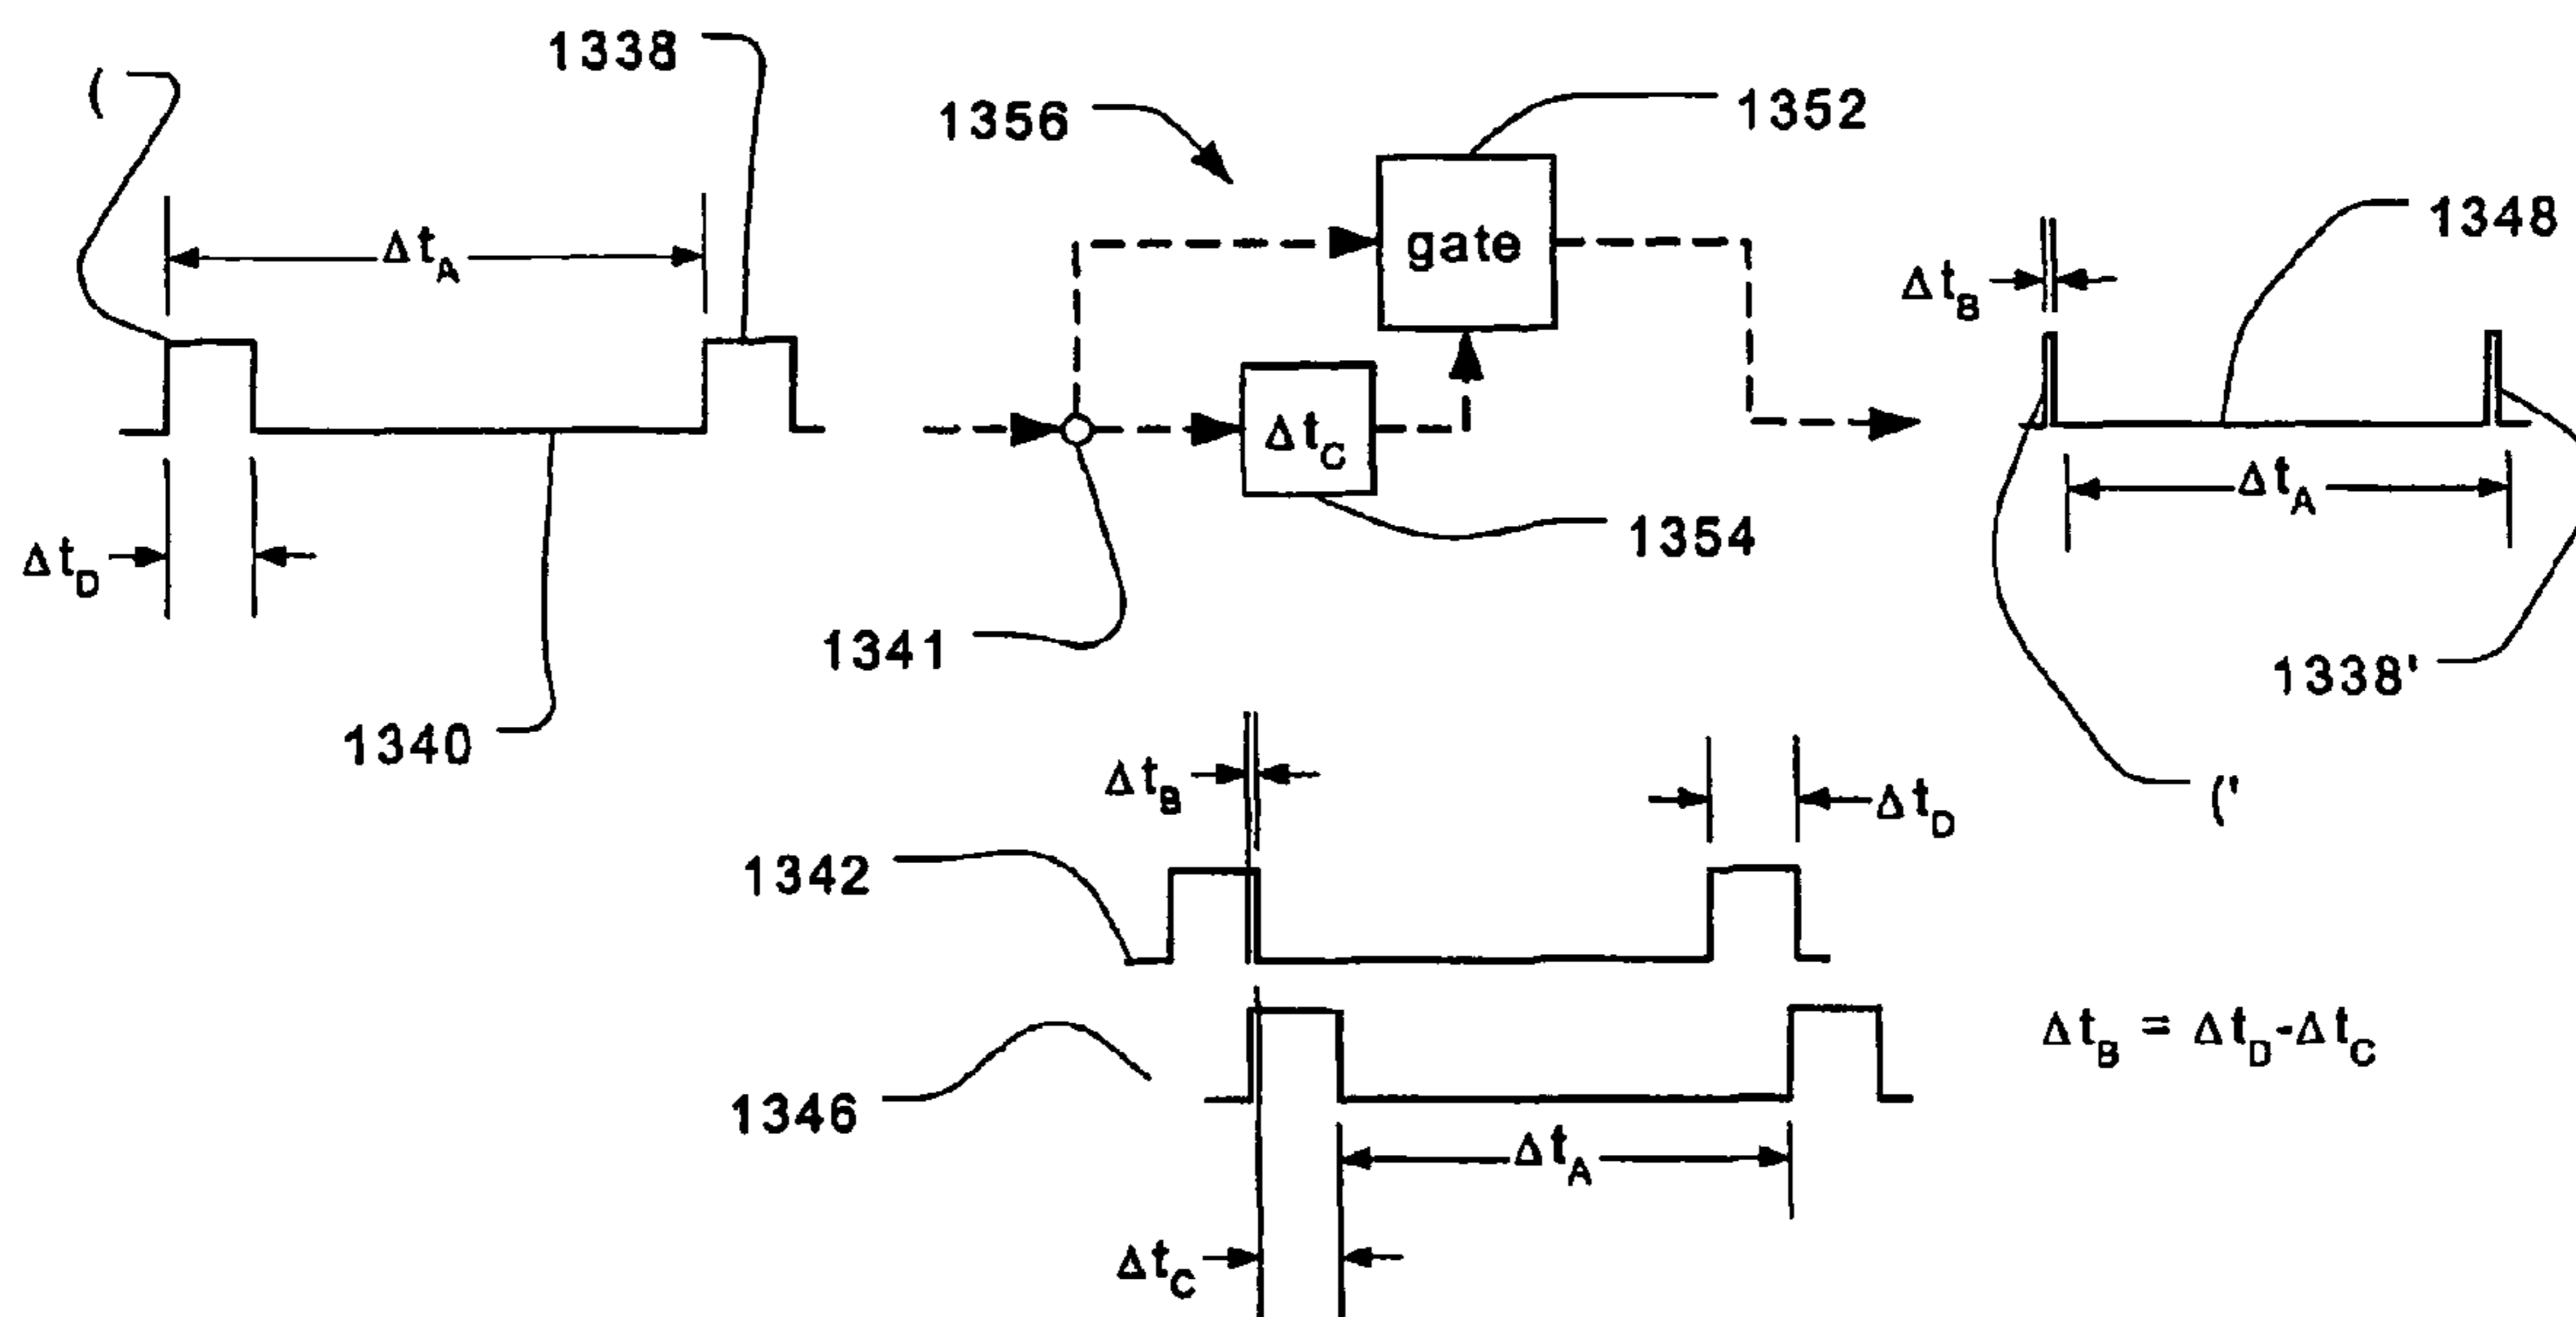 1338
(
1356
1352
1348
Δt_A
gate
Δt_B
Δt_C
Δt_A
Δt_D
1354
1341
1338'
1340
Δt_B
Δt_D
('
1342
Δt_B = Δt_D-Δt_C
1346
Δt_A
Δt_C